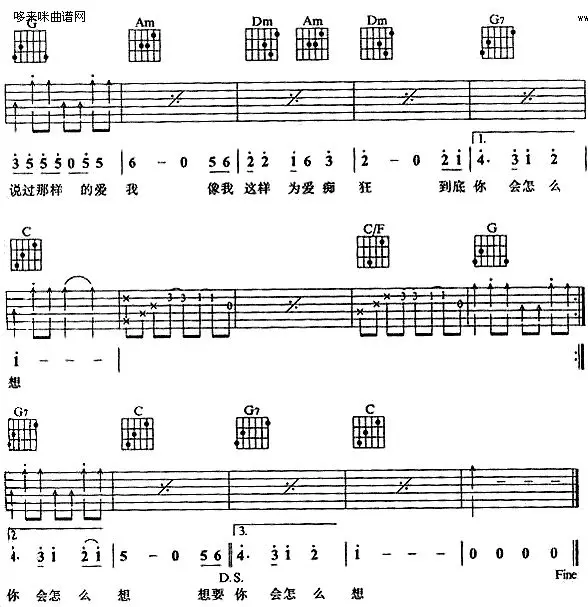 哆来咪曲谱网 ww
G Am Dm Am Dm G7
1.
3 5 5 5 0 5 5 | 6 - 0 5 6 | 2 2 1 6 3 | 2 - 0 2 1 | 4· 3 1 2
说过那样 的爱 我 像我 这样 为爱痴 狂 到底 你 会怎么
C C/F G
× × × × 3 3 1 1 0 × × × × 3 3 1 1 0
1 - - - |
想
G7 C G7 C
2. 3.
4· 3 1 2 1 | 5 - 0 5 6 | 4· 3 1 2 | 1 - - - | 0 0 0 0
D.S. Fine
你 会怎么 想 想要 你 会怎么 想